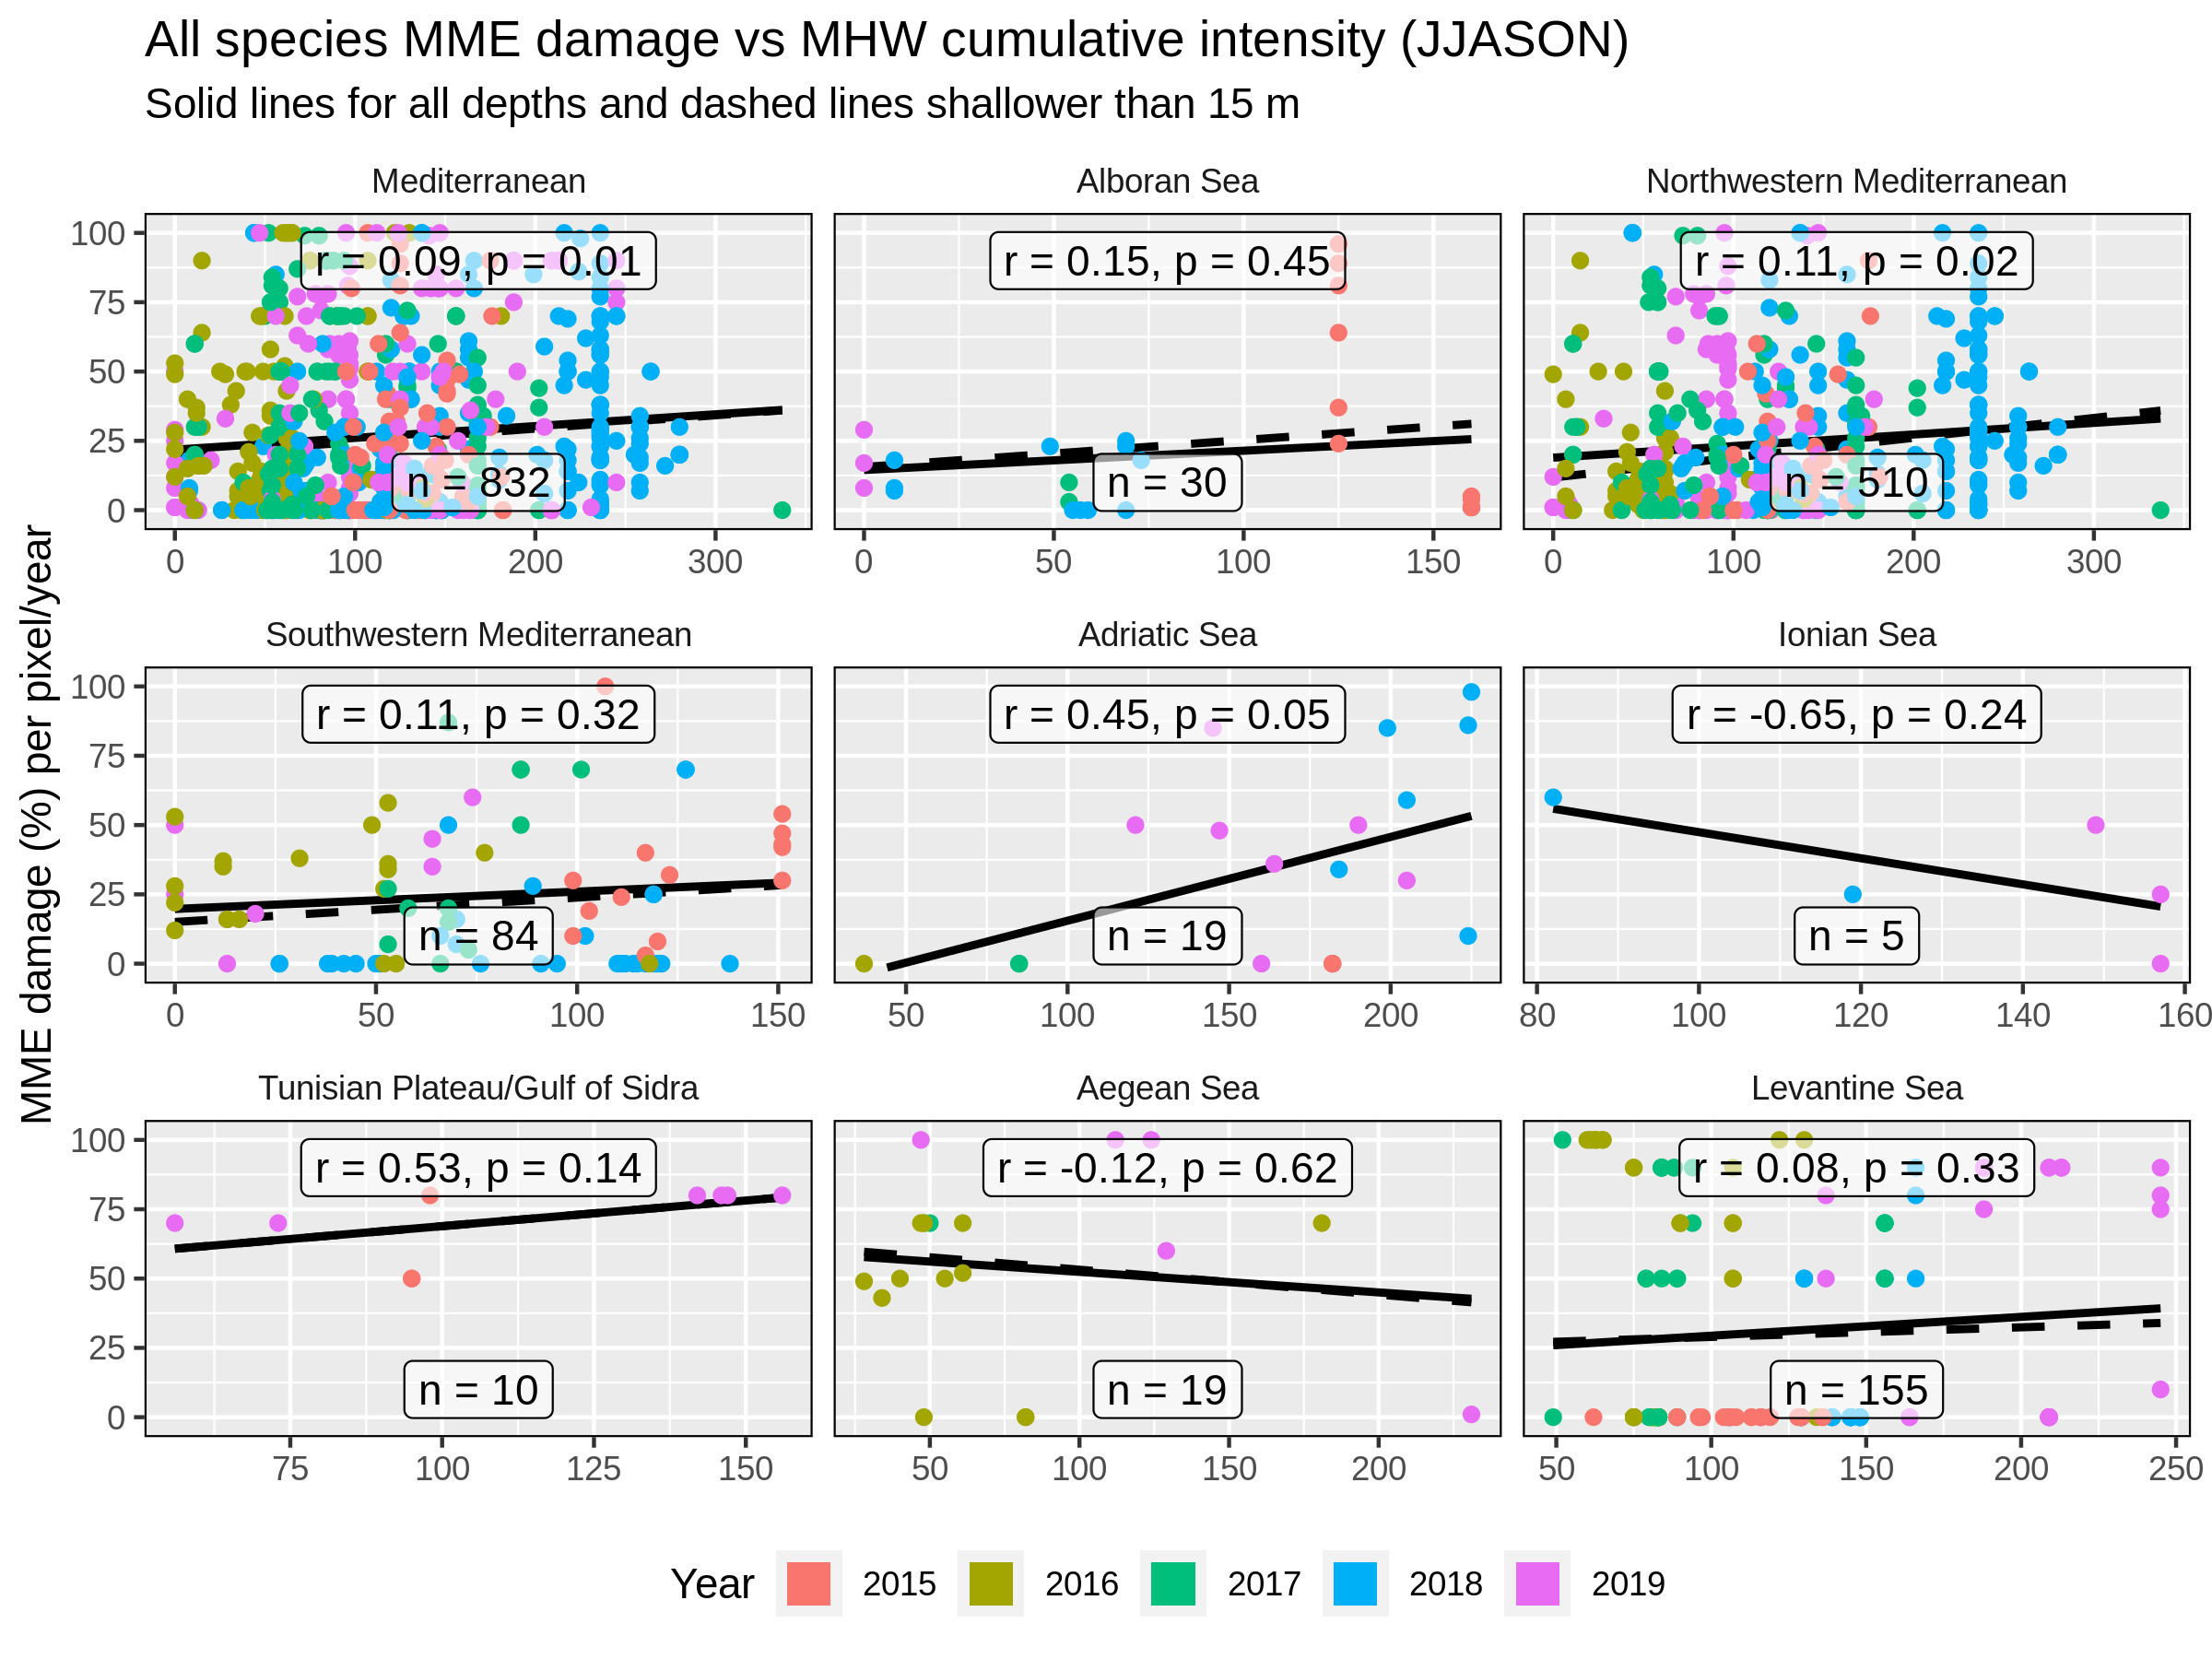 All species MME damage vs MHW cumulative intensity (JJASON)
Solid lines for all depths and dashed lines shallower than 15 m
MME damage (%) per pixel/year
Mediterranean
r = 0.09, p = 0.01
n = 832
100
75
50
25
0
0 100 200 300
Alboran Sea
r = 0.15, p = 0.45
n = 30
0 50 100 150
Northwestern Mediterranean
r = 0.11, p = 0.02
n = 510
0 100 200 300
Southwestern Mediterranean
r = 0.11, p = 0.32
n = 84
100
75
50
25
0
0 50 100 150
Adriatic Sea
r = 0.45, p = 0.05
n = 19
50 100 150 200
Ionian Sea
r = -0.65, p = 0.24
n = 5
80 100 120 140 160
Tunisian Plateau/Gulf of Sidra
r = 0.53, p = 0.14
n = 10
100
75
50
25
0
75 100 125 150
Aegean Sea
r = -0.12, p = 0.62
n = 19
50 100 150 200
Levantine Sea
r = 0.08, p = 0.33
n = 155
50 100 150 200 250
Year 2015 2016 2017 2018 2019